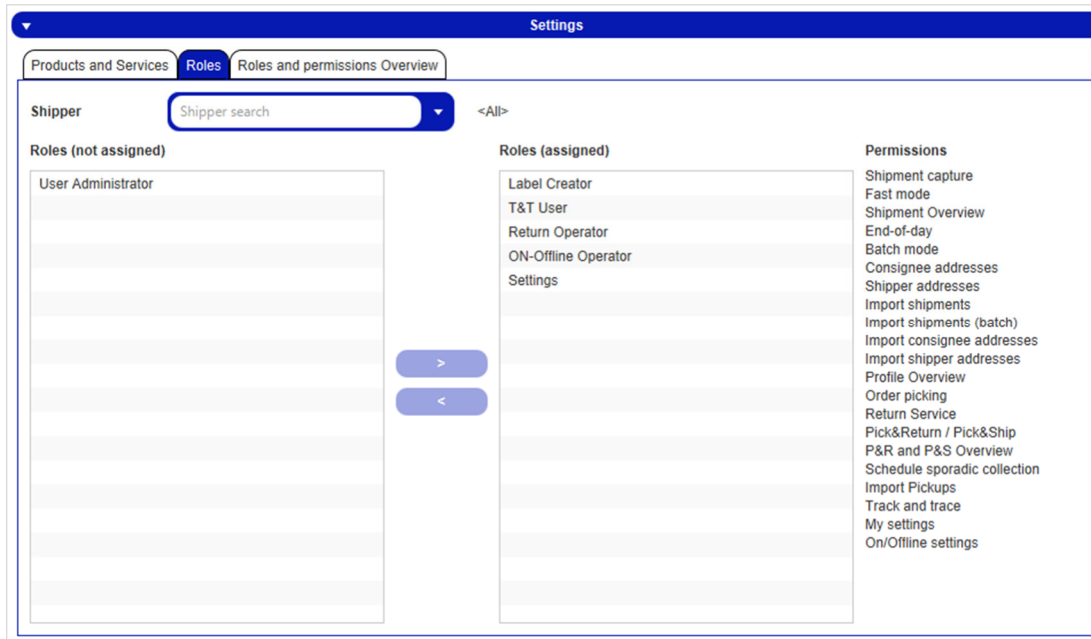 Settings
Products and Services
Roles
Roles and permissions Overview
Shipper
Shipper search
<All>
Roles (not assigned)
User Administrator
>
<
Roles (assigned)
Label Creator
T&T User
Return Operator
ON-Offline Operator
Settings
Permissions
Shipment capture
Fast mode
Shipment Overview
End-of-day
Batch mode
Consignee addresses
Shipper addresses
Import shipments
Import shipments (batch)
Import consignee addresses
Import shipper addresses
Profile Overview
Order picking
Return Service
Pick&Return / Pick&Ship
P&R and P&S Overview
Schedule sporadic collection
Import Pickups
Track and trace
My settings
On/Offline settings